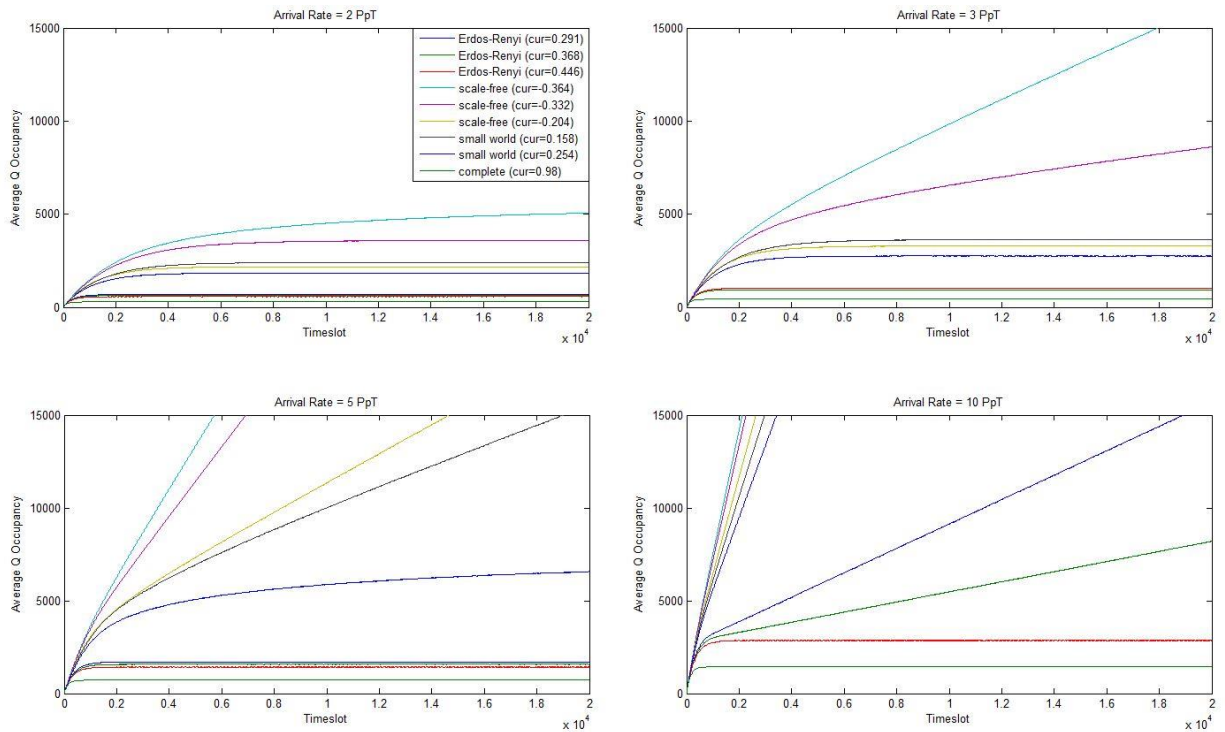 Arrival Rate = 2 PpT
15000
10000
5000
0
Average Q Occupancy
Erdos-Renyi (cur=0.291)
Erdos-Renyi (cur=0.368)
Erdos-Renyi (cur=0.446)
scale-free (cur=-0.364)
scale-free (cur=-0.332)
scale-free (cur=-0.204)
small world (cur=0.158)
small world (cur=0.254)
complete (cur=0.98)
0 0.2 0.4 0.6 0.8 1 1.2 1.4 1.6 1.8 2
Timeslot
x 10^4
Arrival Rate = 3 PpT
15000
10000
5000
0
Average Q Occupancy
0 0.2 0.4 0.6 0.8 1 1.2 1.4 1.6 1.8 2
Timeslot
x 10^4
Arrival Rate = 5 PpT
15000
10000
5000
0
Average Q Occupancy
0 0.2 0.4 0.6 0.8 1 1.2 1.4 1.6 1.8 2
Timeslot
x 10^4
Arrival Rate = 10 PpT
15000
10000
5000
0
Average Q Occupancy
0 0.2 0.4 0.6 0.8 1 1.2 1.4 1.6 1.8 2
Timeslot
x 10^4